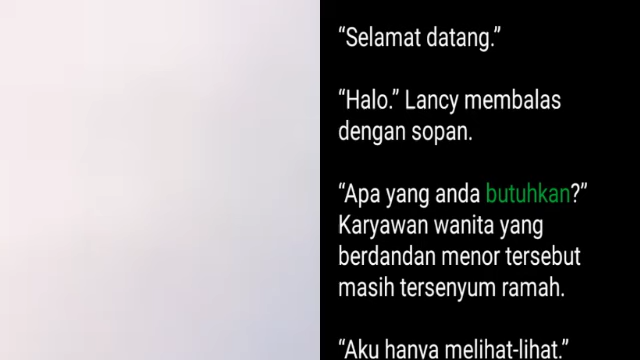 “Selamat datang.”
“Halo.” Lancy membalas
dengan sopan.
“Apa yang anda butuhkan?”
Karyawan wanita yang
berdandan menor tersebut
masih tersenyum ramah.
“Aku hanya melihat-lihat.”